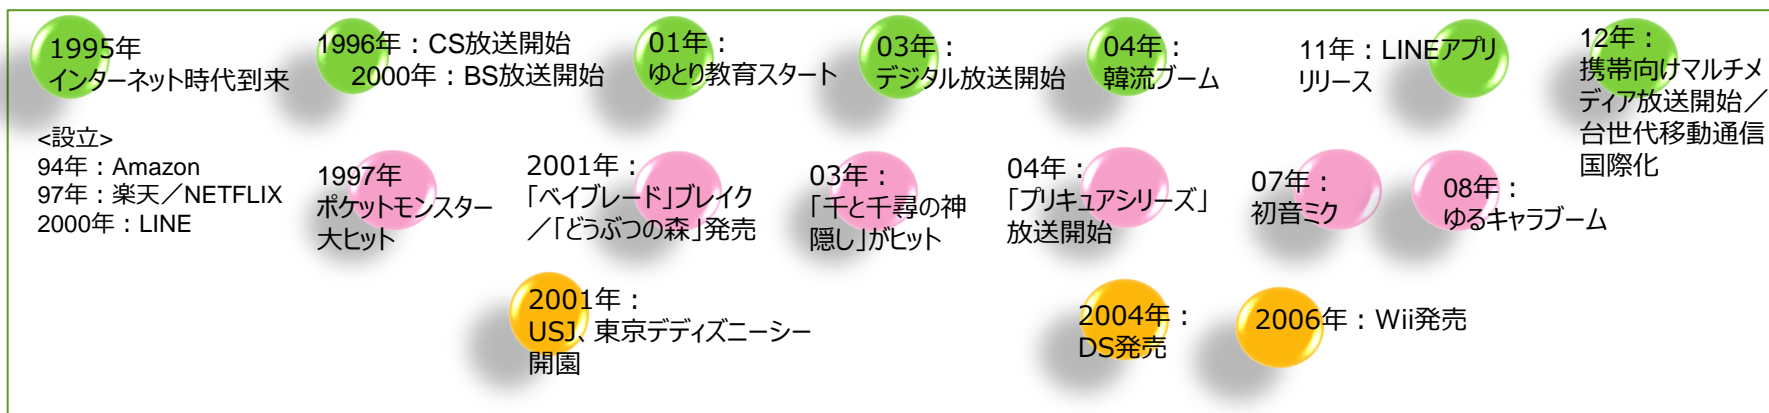 1995年
インターネット時代到来
<設立>
94年：Amazon
97年：楽天／NETFLIX
2000年：LINE
1996年：CS放送開始
2000年：BS放送開始
01年：
ゆとり教育スタート
03年：
デジタル放送開始
04年：
韓流ブーム
11年：LINEアプリ
リリース
12年：
携帯向けマルチメ
ディア放送開始／
台世代移動通信
国際化
1997年
ポケットモンスター
大ヒット
2001年：
「ベイブレード」ブレイク
／「どうぶつの森」発売
03年：
「千と千尋の神
隠し」がヒット
04年：
「プリキュアシリーズ」
放送開始
07年：
初音ミク
08年：
ゆるキャラブーム
2001年：
USJ、東京デディズニーシー
開園
2004年：
DS発売
2006年：Wii発売